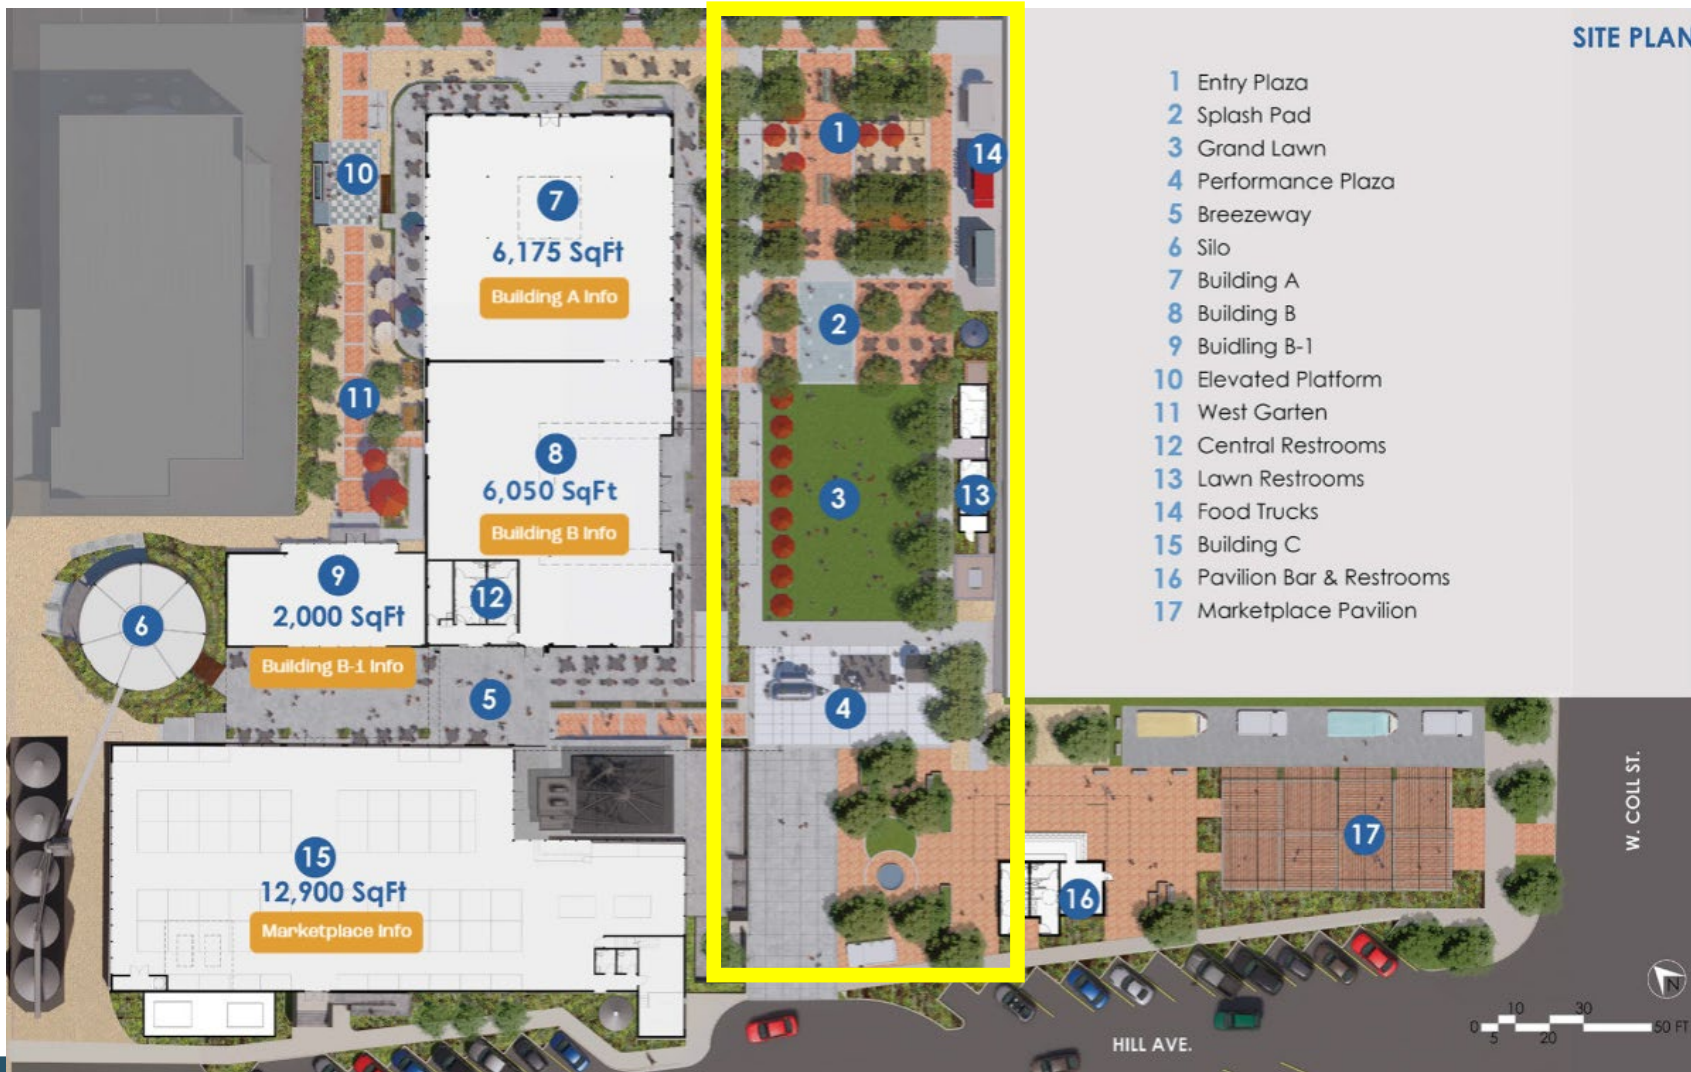 SITE PLAN
1 Entry Plaza
2 Splash Pad
3 Grand Lawn
4 Performance Plaza
5 Breezeway
6 Silo
7 Building A
8 Building B
9 Buidling B-1
10 Elevated Platform
11 West Garten
12 Central Restrooms
13 Lawn Restrooms
14 Food Trucks
15 Building C
16 Pavilion Bar & Restrooms
17 Marketplace Pavilion
1
14
10
7
6,175 SqFt
Building A Info
2
11
8
6,050 SqFt
Building B Info
3
13
9
2,000 SqFt
Building B-1 Info
12
6
5
4
15
12,900 SqFt
Marketplace Info
16
17
W. COLL ST.
HILL AVE.
N
0 5 10 20 30 50 FT